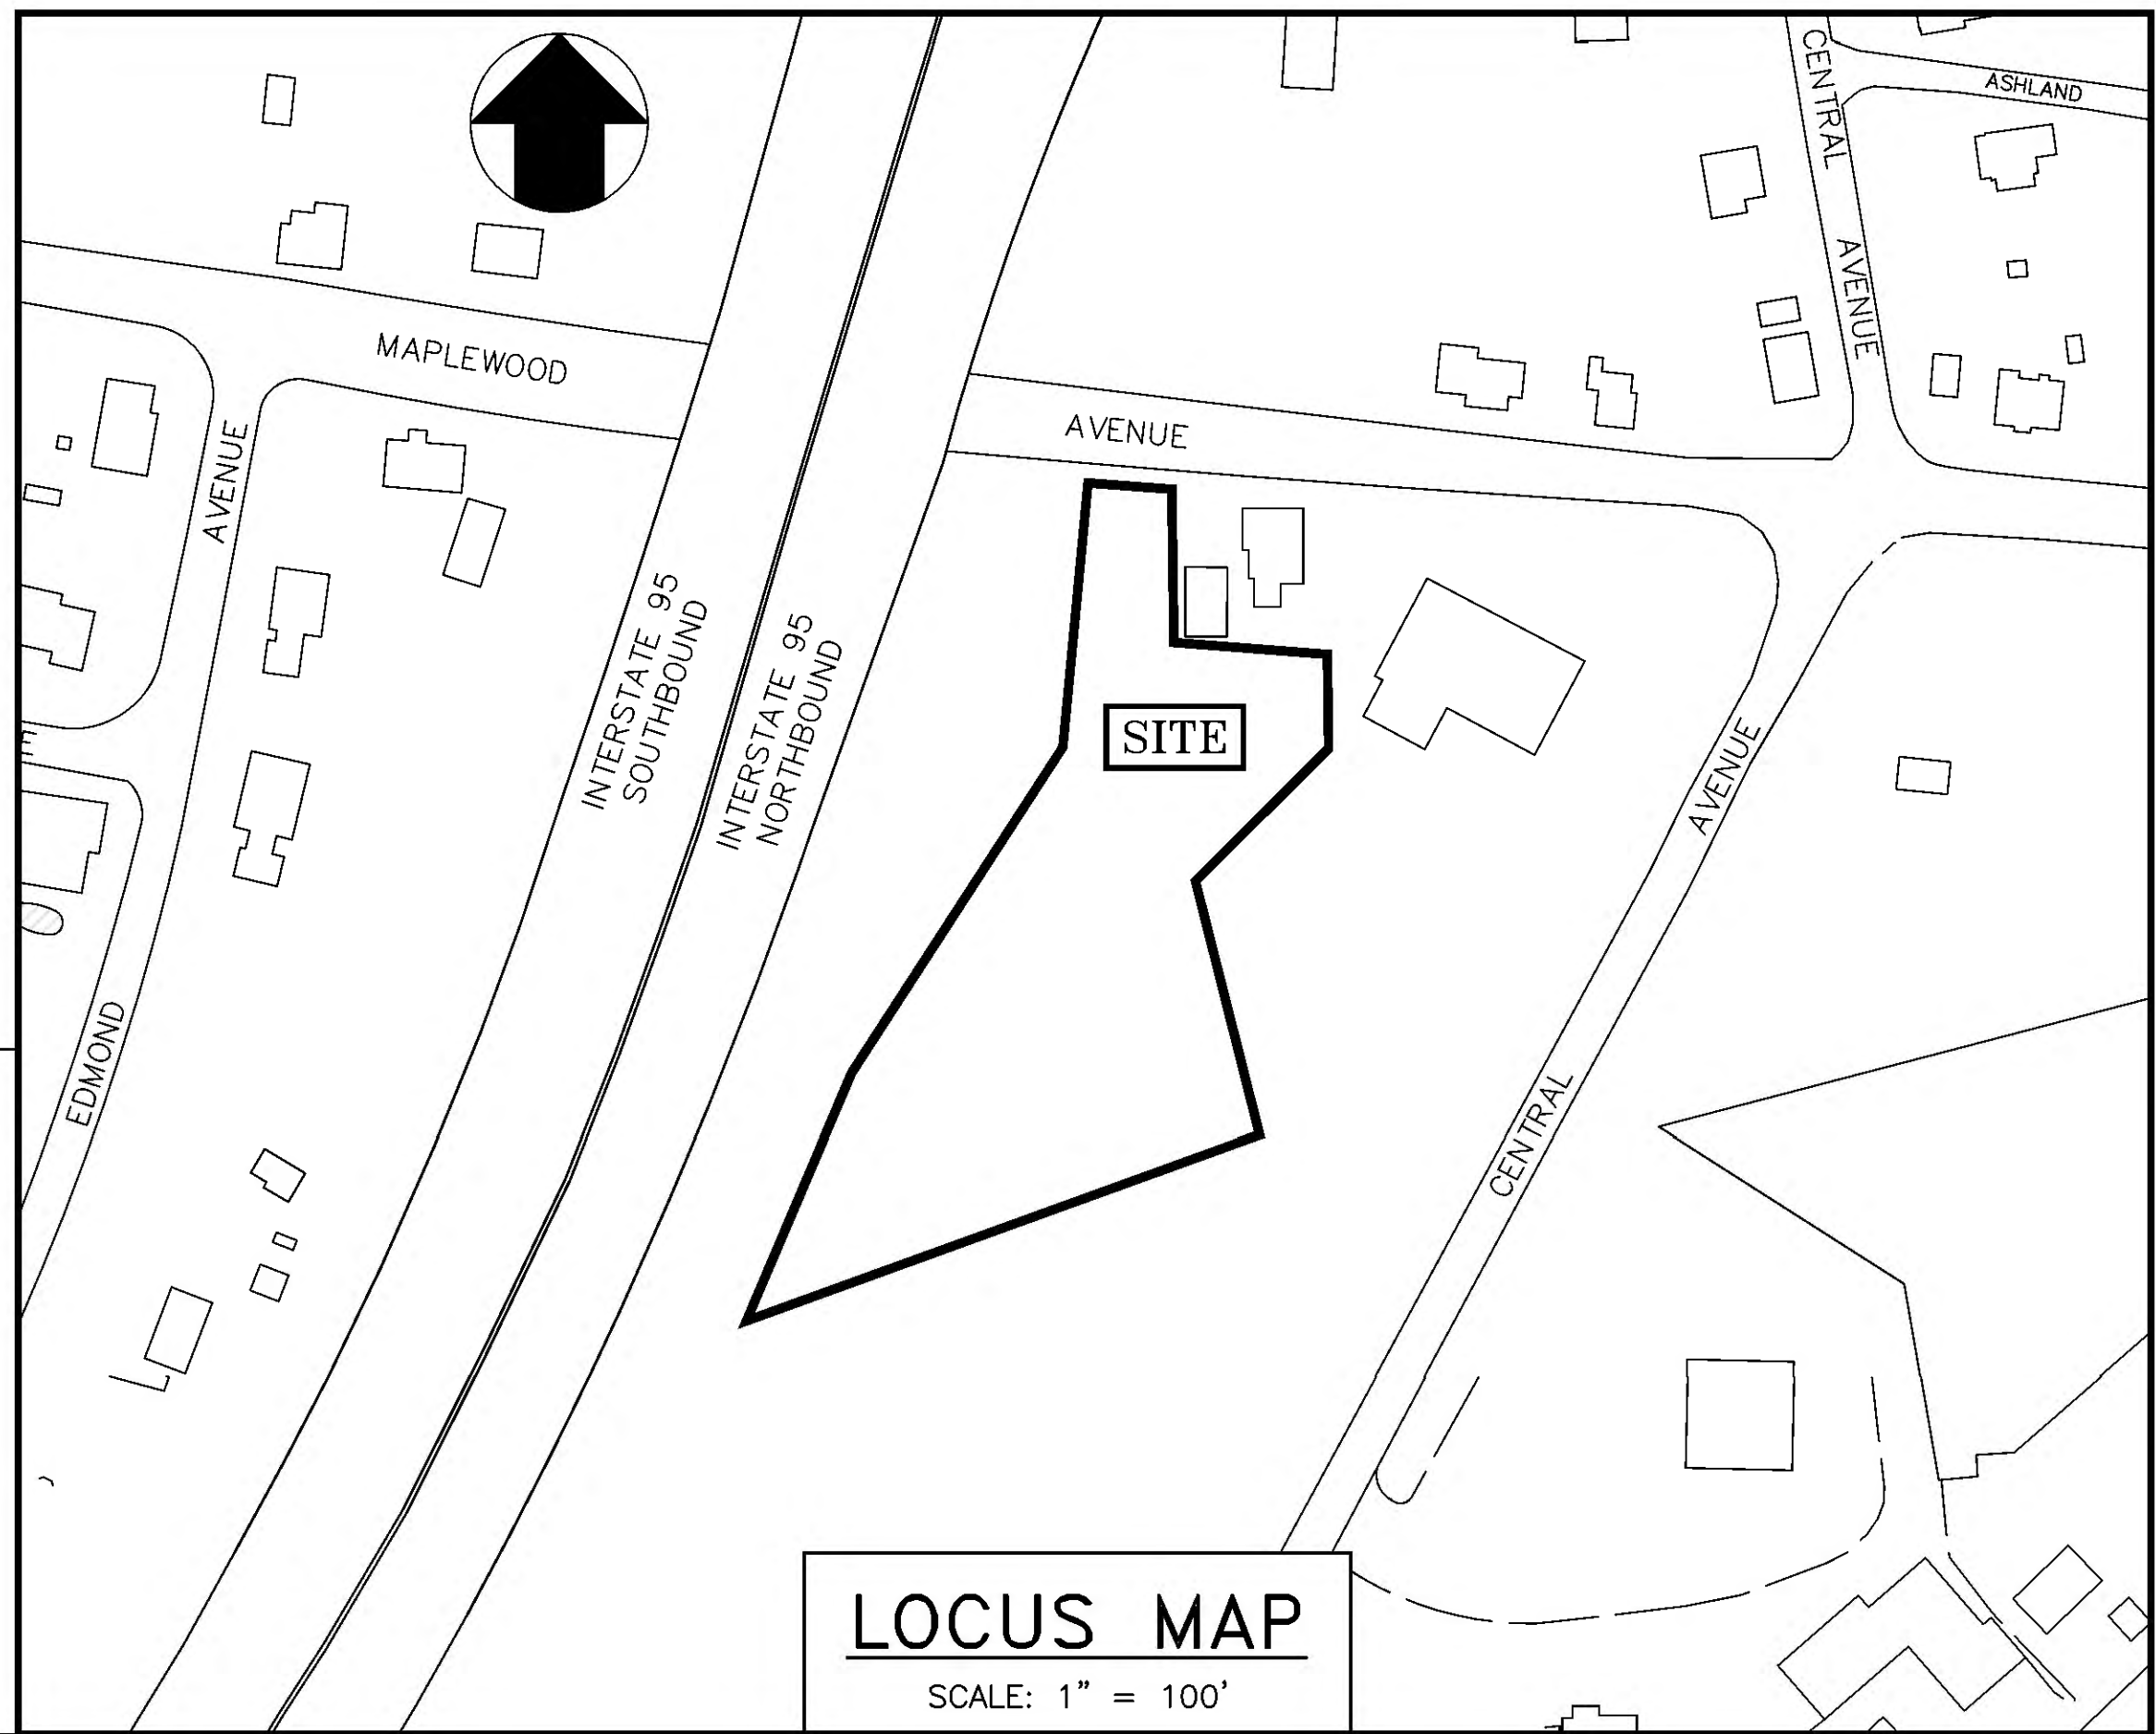 CENTRAL AVENUE
ASHLAND
MAPLEWOOD
AVENUE
AVENUE
INTERSTATE 95
SOUTHBOUND
INTERSTATE 95
NORTHBOUND
SITE
AVENUE
E
EDMOND
CENTRAL
LOCUS MAP
SCALE: 1" = 100'